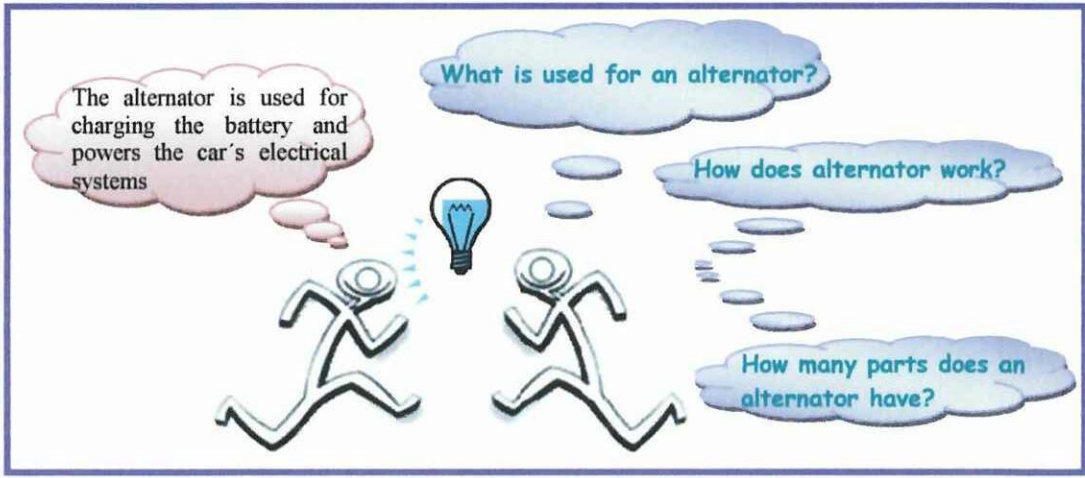 The alternator is used for
charging the battery and
powers the car´s electrical
systems
What is used for an alternator?
How does alternator work?
How many parts does an
alternator have?